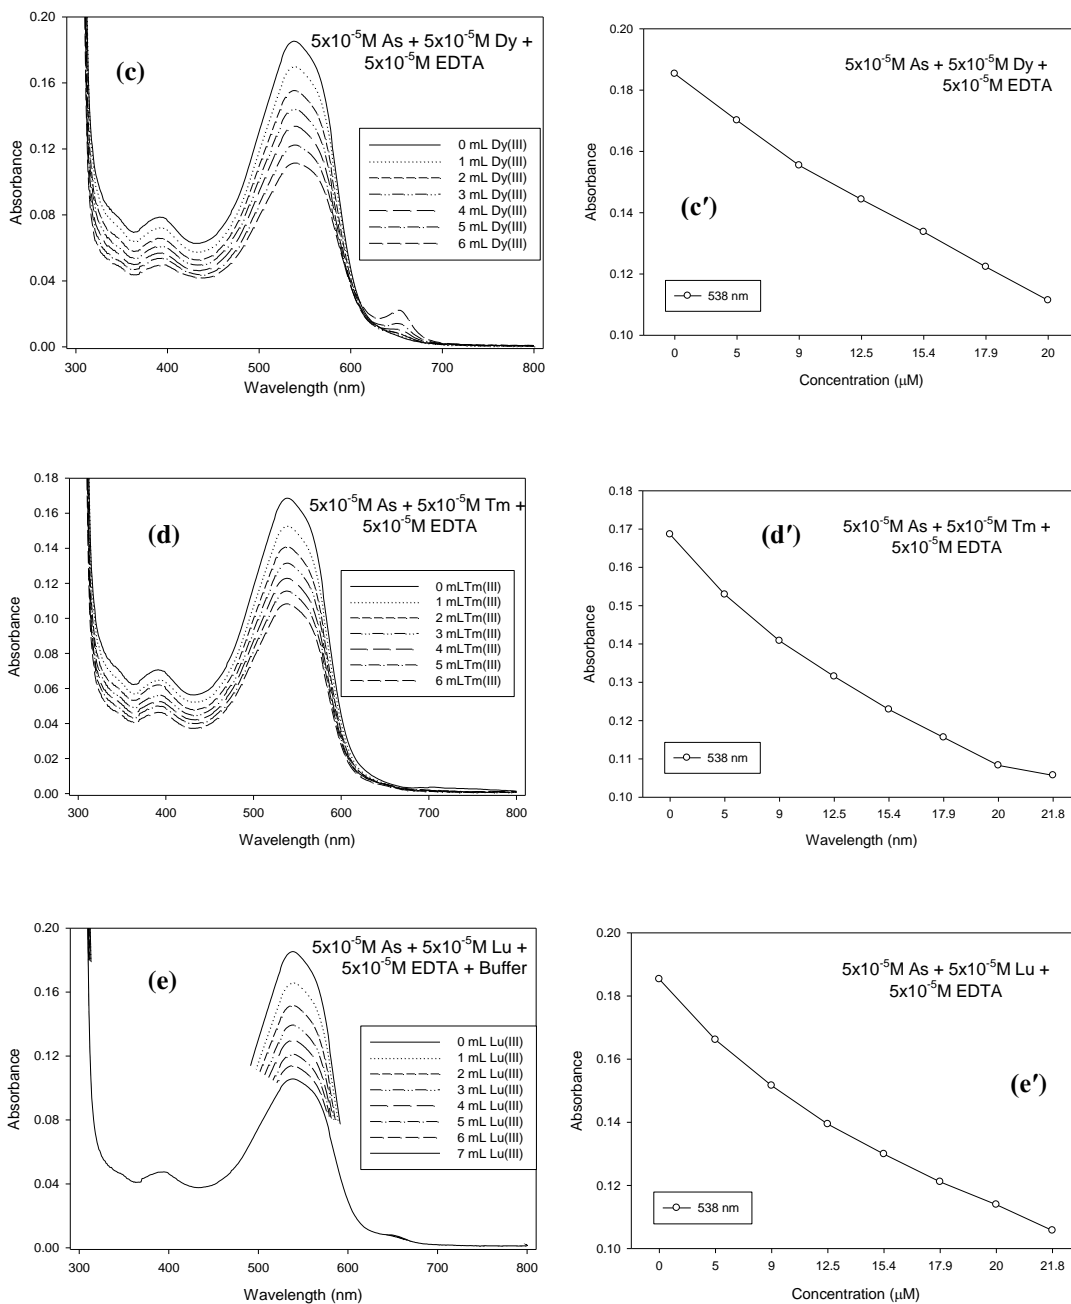 5x10⁻⁵M As + 5x10⁻⁵M Dy +
5x10⁻⁵M EDTA
(c)
0 mL Dy(III)
1 mL Dy(III)
2 mL Dy(III)
3 mL Dy(III)
4 mL Dy(III)
5 mL Dy(III)
6 mL Dy(III)
Absorbance
0.20
0.16
0.12
0.08
0.04
0.00
300 400 500 600 700 800
Wavelength (nm)
5x10⁻⁵M As + 5x10⁻⁵M Dy +
5x10⁻⁵M EDTA
(c′)
538 nm
Absorbance
0.20
0.18
0.16
0.14
0.12
0.10
0 5 9 12.5 15.4 17.9 20
Concentration (μM)
5x10⁻⁵M As + 5x10⁻⁵M Tm +
5x10⁻⁵M EDTA
(d)
0 mLTm(III)
1 mLTm(III)
2 mLTm(III)
3 mLTm(III)
4 mLTm(III)
5 mLTm(III)
6 mLTm(III)
Absorbance
0.18
0.16
0.14
0.12
0.10
0.08
0.06
0.04
0.02
0.00
300 400 500 600 700 800
Wavelength (nm)
5x10⁻⁵M As + 5x10⁻⁵M Tm +
5x10⁻⁵M EDTA
(d′)
538 nm
Absorbance
0.18
0.17
0.15
0.14
0.13
0.12
0.11
0.10
0 5 9 12.5 15.4 17.9 20 21.8
Wavelength (nm)
5x10⁻⁵M As + 5x10⁻⁵M Lu +
5x10⁻⁵M EDTA + Buffer
(e)
0 mL Lu(III)
1 mL Lu(III)
2 mL Lu(III)
3 mL Lu(III)
4 mL Lu(III)
5 mL Lu(III)
6 mL Lu(III)
7 mL Lu(III)
Absorbance
0.20
0.16
0.12
0.08
0.04
0.00
300 400 500 600 700 800
Wavelength (nm)
5x10⁻⁵M As + 5x10⁻⁵M Lu +
5x10⁻⁵M EDTA
(e′)
538 nm
Absorbance
0.20
0.18
0.16
0.14
0.12
0.10
0 5 9 12.5 15.4 17.9 20 21.8
Concentration (μM)